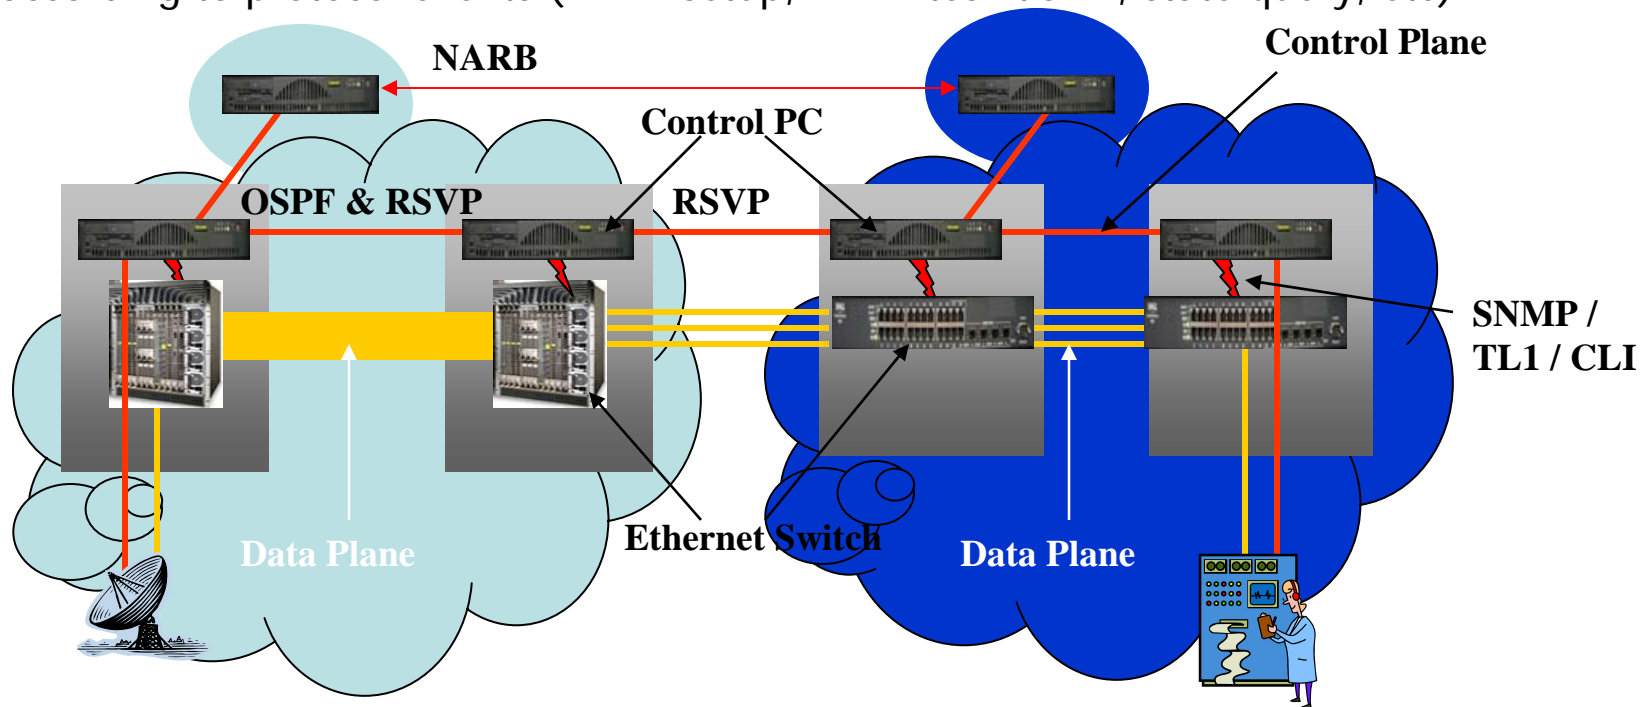 NARB
Control Plane
Control PC
OSPF & RSVP
RSVP
SNMP /
TL1 / CLI
Ethernet Switch
Data Plane
Data Plane